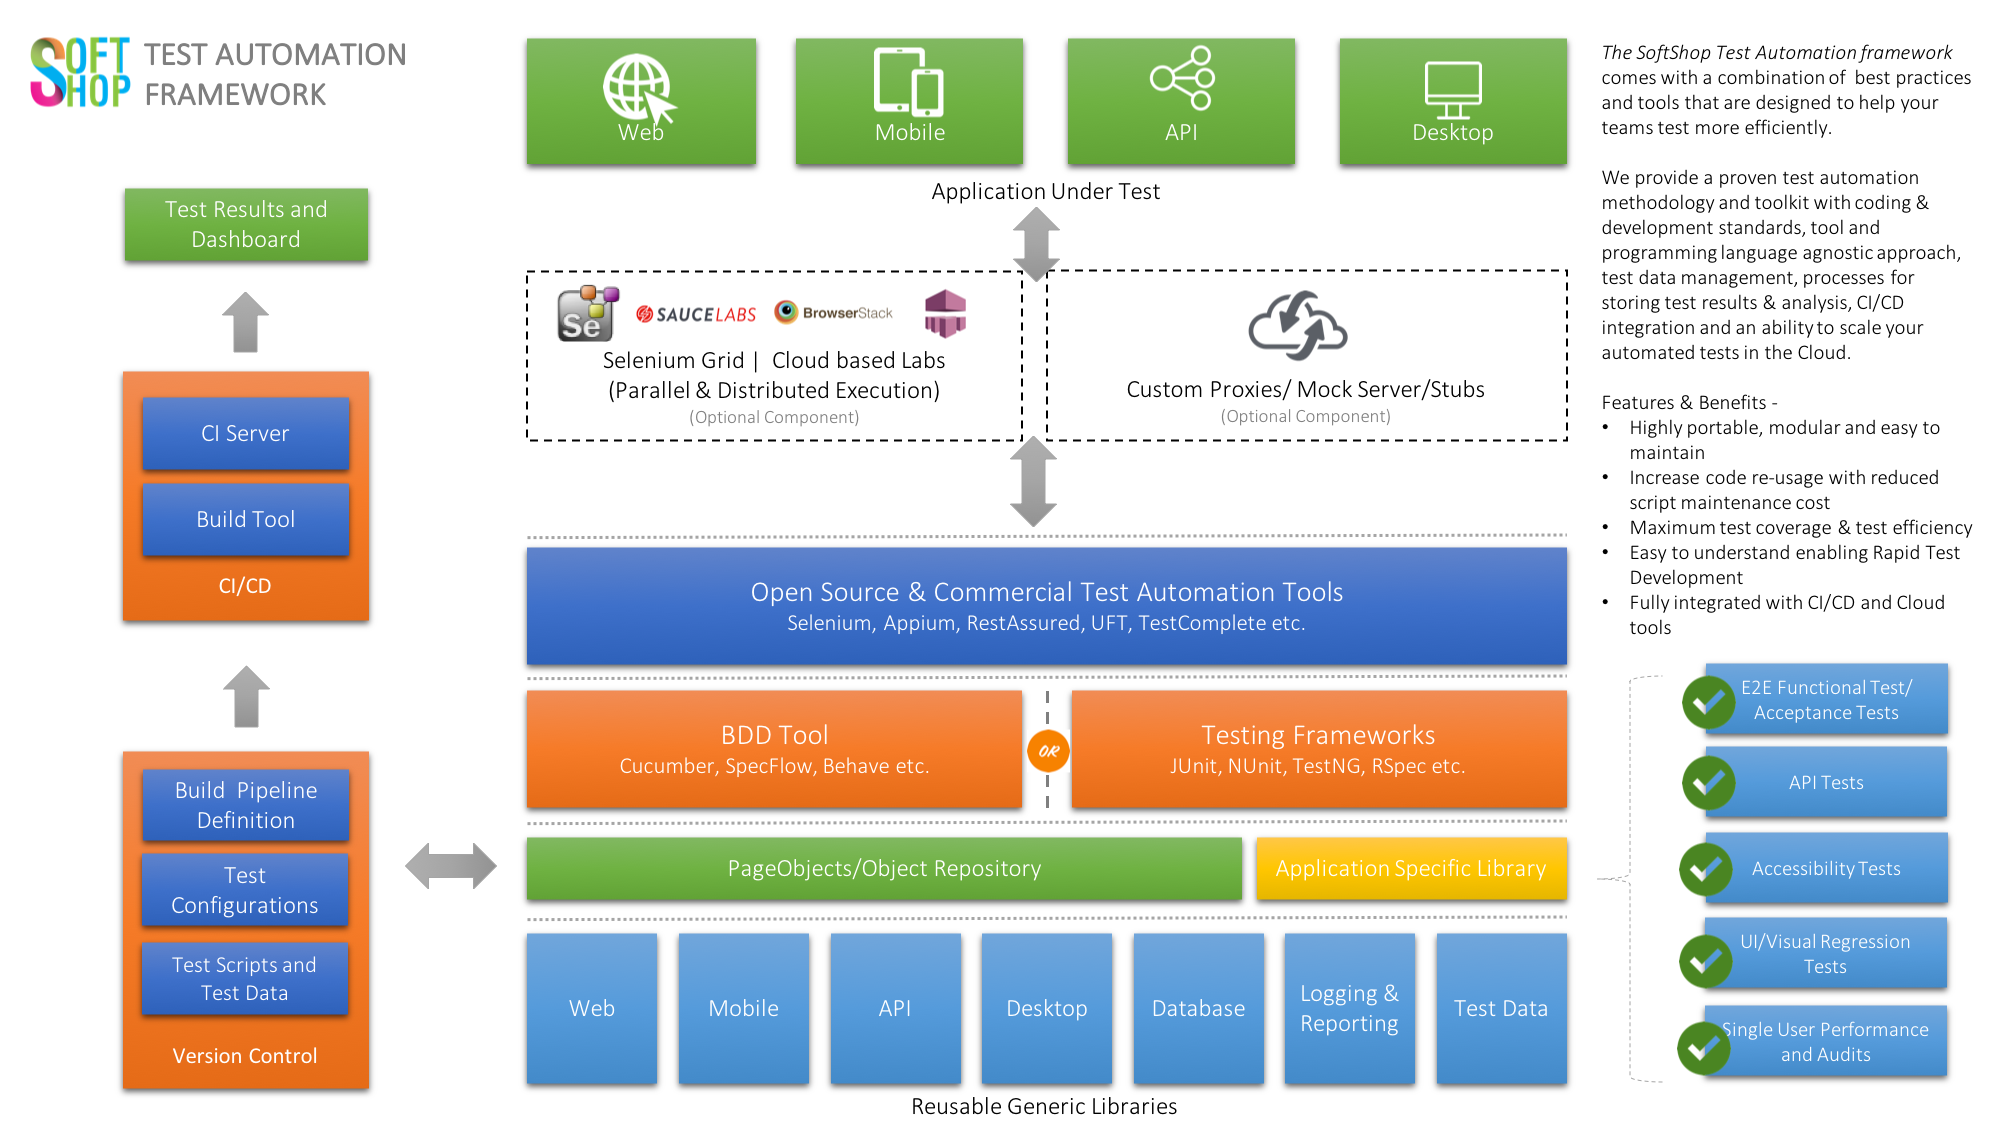 SOFT
SHOP
TEST AUTOMATION
FRAMEWORK
Test Results and
Dashboard
CI Server
Build Tool
CI/CD
Build Pipeline
Definition
Test
Configurations
Test Scripts and
Test Data
Version Control
Web
Mobile
API
Desktop
Application Under Test
Se
SAUCELABS
BrowserStack
Selenium Grid | Cloud based Labs
(Parallel & Distributed Execution)
(Optional Component)
Custom Proxies/ Mock Server/Stubs
(Optional Component)
Open Source & Commercial Test Automation Tools
Selenium, Appium, RestAssured, UFT, TestComplete etc.
BDD Tool
Cucumber, SpecFlow, Behave etc.
OR
Testing Frameworks
JUnit, NUnit, TestNG, RSpec etc.
PageObjects/Object Repository
Application Specific Library
Web
Mobile
API
Desktop
Database
Logging &
Reporting
Test Data
Reusable Generic Libraries
The SoftShop Test Automation framework
comes with a combination of best practices
and tools that are designed to help your
teams test more efficiently.
We provide a proven test automation
methodology and toolkit with coding &
development standards, tool and
programming language agnostic approach,
test data management, processes for
storing test results & analysis, CI/CD
integration and an ability to scale your
automated tests in the Cloud.
Features & Benefits -
• Highly portable, modular and easy to
maintain
• Increase code re-usage with reduced
script maintenance cost
• Maximum test coverage & test efficiency
• Easy to understand enabling Rapid Test
Development
• Fully integrated with CI/CD and Cloud
tools
E2E Functional Test/
Acceptance Tests
API Tests
Accessibility Tests
UI/Visual Regression
Tests
Single User Performance
and Audits